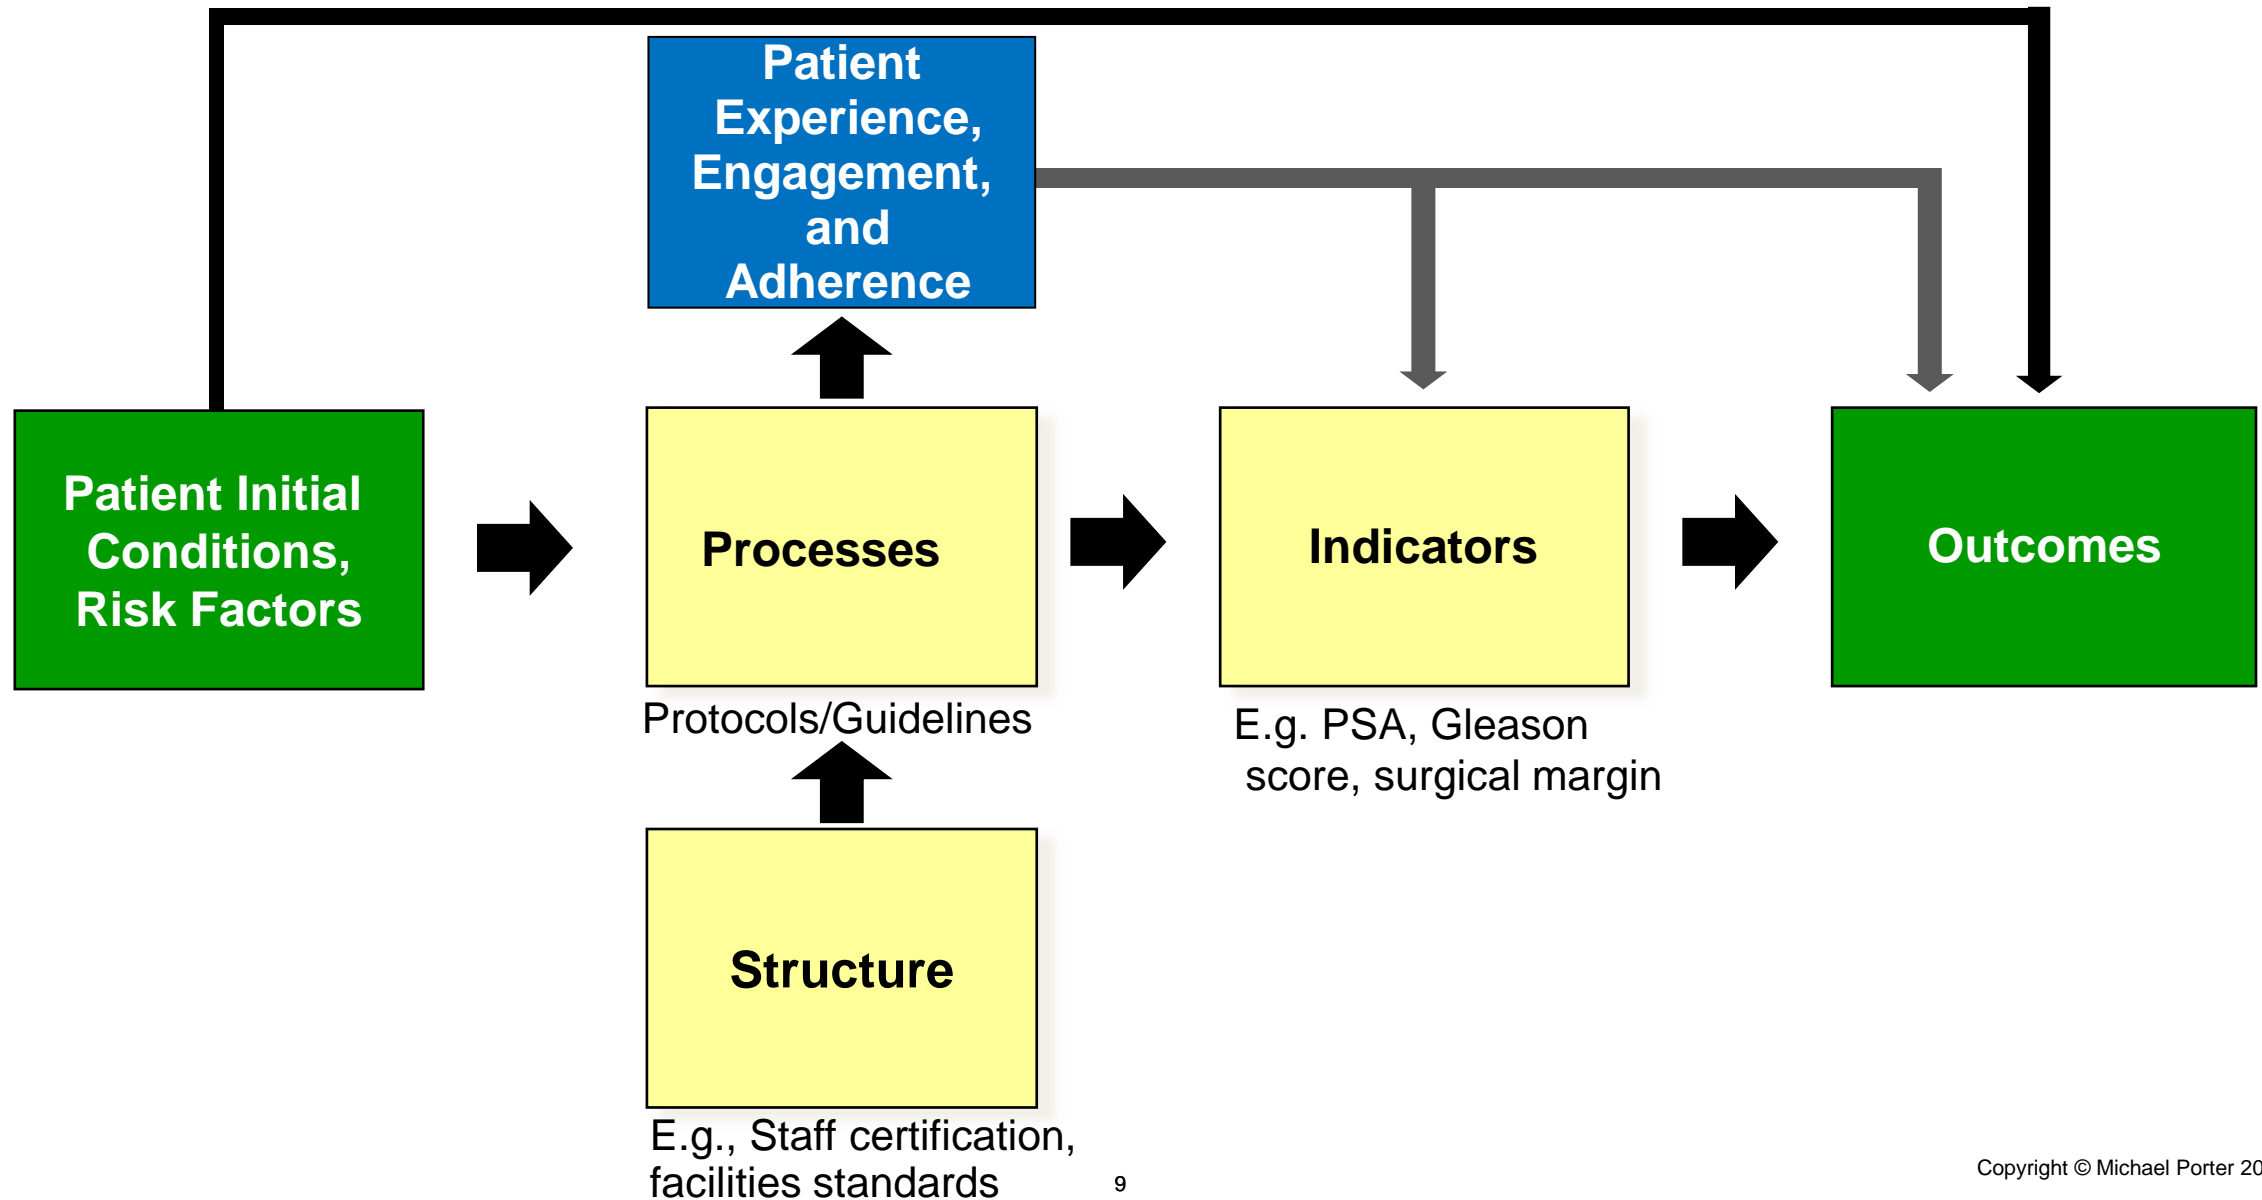 Patient
Experience,
Engagement,
and
Adherence
Patient Initial
Conditions,
Risk Factors
Processes
Indicators
Outcomes
Protocols/Guidelines
E.g. PSA, Gleason
score, surgical margin
Structure
E.g., Staff certification,
facilities standards
9
Copyright © Michael Porter 20